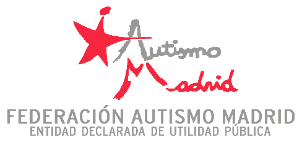 Autismo
Madrid
FEDERACIÓN AUTISMO MADRID
ENTIDAD DECLARADA DE UTILIDAD PÚBLICA